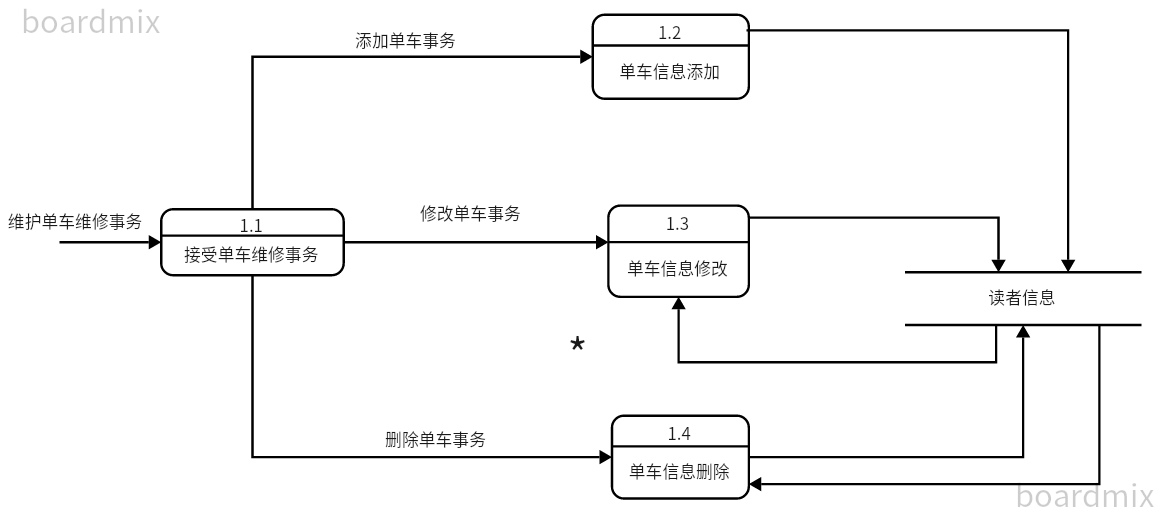 boardmix
1.2
添加单车事务
单车信息添加
维护单车维修事务
1.1
接受单车维修事务
修改单车事务
1.3
单车信息修改
读者信息
*
删除单车事务
1.4
单车信息删除
boardmix